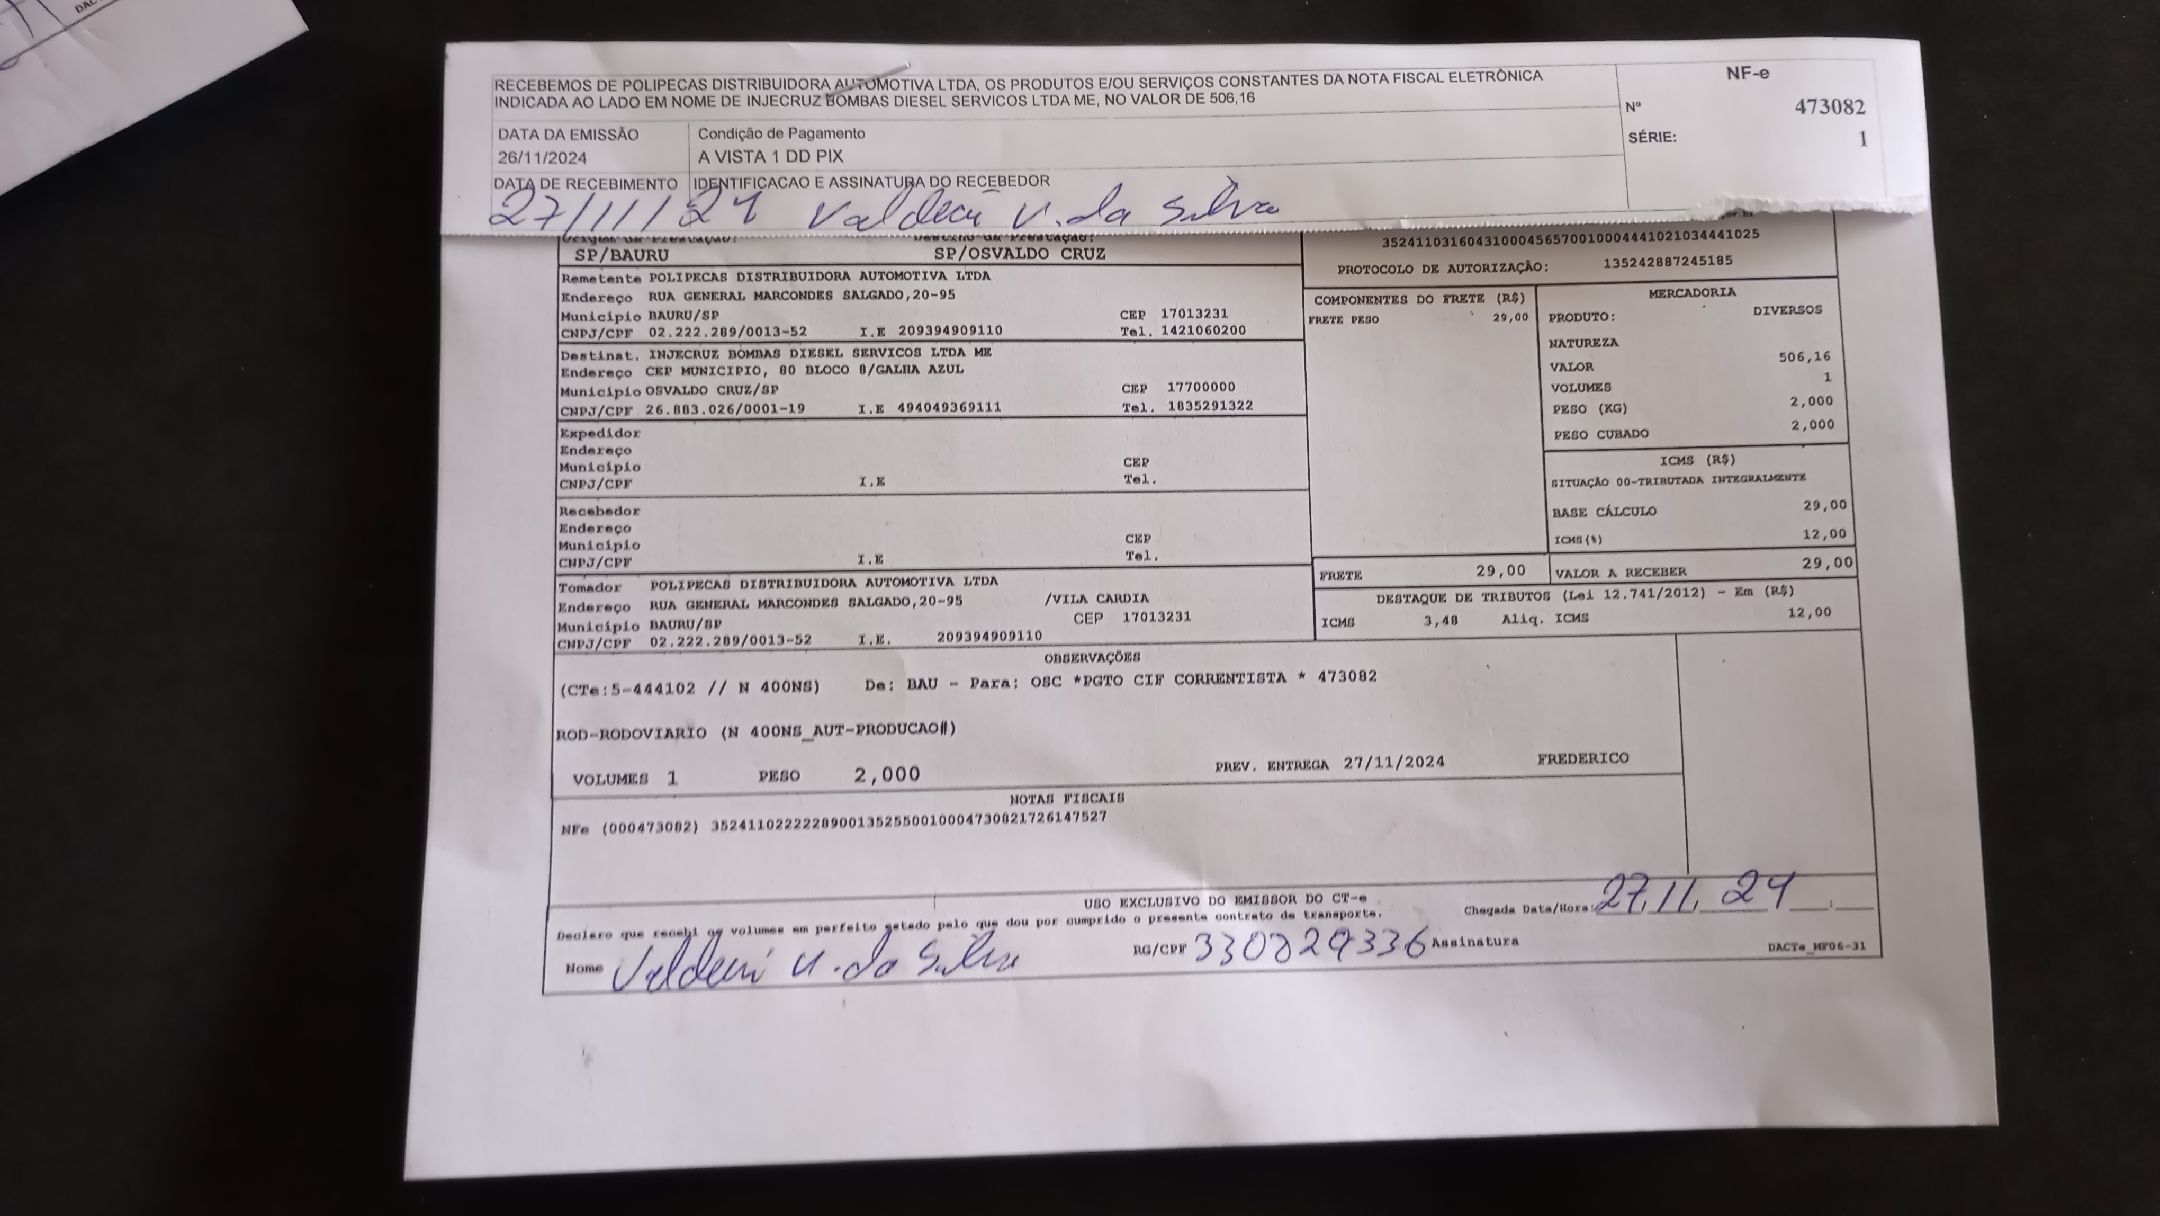 RECEBEMOS DE POLIPECAS DISTRIBUIDORA AUTOMOTIVA LTDA, OS PRODUTOS E/OU SERVIÇOS CONSTANTES DA NOTA FISCAL ELETRÔNICA
INDICADA AO LADO EM NOME DE INJECRUZ BOMBAS DIESEL SERVICOS LTDA ME, NO VALOR DE 506,16
NF-e
Nº 473082
SÉRIE: 1
DATA DA EMISSÃO
26/11/2024
Condição de Pagamento
A VISTA 1 DD PIX
DATA DE RECEBIMENTO
27/11/24
IDENTIFICACAO E ASSINATURA DO RECEBEDOR
Valdeci V. da Silva
SP/BAURU SP/OSVALDO CRUZ
35241103160431000456570010004441021034441025
PROTOCOLO DE AUTORIZAÇÃO: 135242887245185
Remetente POLIPECAS DISTRIBUIDORA AUTOMOTIVA LTDA
Endereço RUA GENERAL MARCONDES SALGADO,20-95
Município BAURU/SP CEP 17013231
CNPJ/CPF 02.222.289/0013-52 I.E 209394909110 Tel. 1421060200
Destinat. INJECRUZ BOMBAS DIESEL SERVICOS LTDA ME
Endereço CEP MUNICIPIO, 80 BLOCO 8/GALHA AZUL
Município OSVALDO CRUZ/SP CEP 17700000
CNPJ/CPF 26.883.026/0001-19 I.E 494049369111 Tel. 1835291322
Expedidor
Endereço
Município CEP
CNPJ/CPF I.E Tel.
Recebedor
Endereço
Município CEP
CNPJ/CPF I.E Tel.
Tomador POLIPECAS DISTRIBUIDORA AUTOMOTIVA LTDA
Endereço RUA GENERAL MARCONDES SALGADO,20-95 /VILA CARDIA
Município BAURU/SP CEP 17013231
CNPJ/CPF 02.222.289/0013-52 I.E. 209394909110
COMPONENTES DO FRETE (R$)
FRETE PESO 29,00
MERCADORIA
PRODUTO: DIVERSOS
NATUREZA
VALOR 506,16
VOLUMES 1
PESO (KG) 2,000
PESO CUBADO 2,000
ICMS (R$)
SITUAÇÃO 00-TRIBUTADA INTEGRALMENTE
BASE CÁLCULO 29,00
ICMS(%) 12,00
FRETE 29,00 VALOR A RECEBER 29,00
DESTAQUE DE TRIBUTOS (Lei 12.741/2012) - Em (R$)
ICMS 3,48 Aliq. ICMS 12,00
OBSERVAÇÕES
(CTe:5-444102 // N 400NS) De: BAU - Para: OSC *PGTO CIF CORRENTISTA * 473082
ROD-RODOVIARIO (N 400NS_AUT-PRODUCAO#)
VOLUMES 1 PESO 2,000 PREV. ENTREGA 27/11/2024 FREDERICO
NOTAS FISCAIS
NFe (000473082) 35241102222289001352550010004730821726147527
USO EXCLUSIVO DO EMISSOR DO CT-e
Declaro que recebi os volumes em perfeito estado pelo que dou por cumprido o presente contrato de transporte.
Chegada Data/Hora: 27.11.24
Nome Valdeci V. da Silva RG/CPF 330829336 Assinatura
DACTe_MF06-31